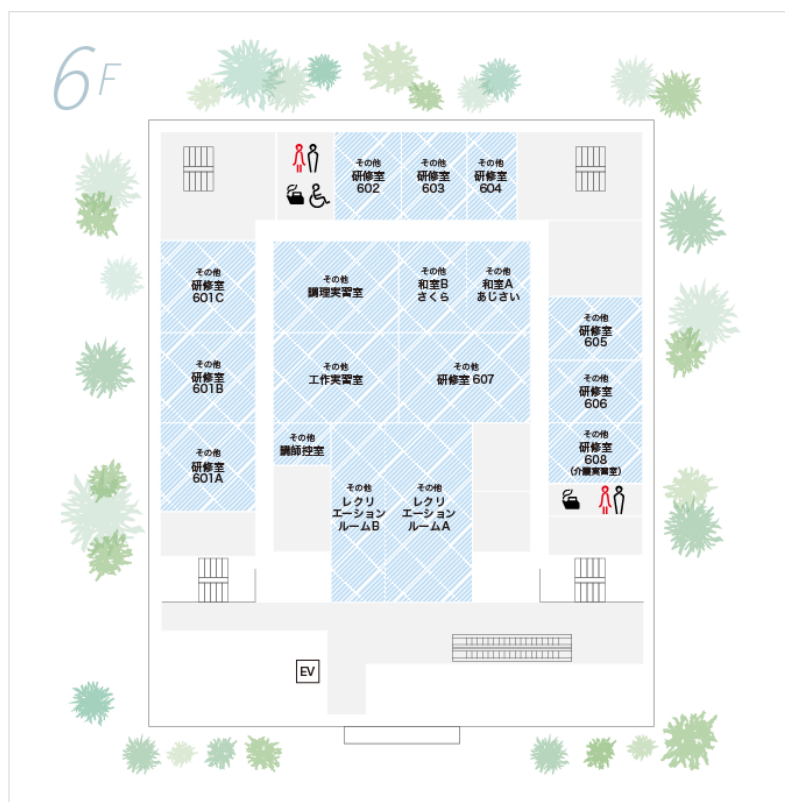 6F
その他
研修室
602
その他
研修室
603
その他
研修室
604
その他
研修室
601C
その他
調理実習室
その他
和室B
さくら
その他
和室A
あじさい
その他
研修室
605
その他
研修室
601B
その他
工作実習室
その他
研修室 607
その他
研修室
606
その他
研修室
601A
その他
講師控室
その他
研修室
608
(介護実習室)
その他
レクリ
エーション
ルームB
その他
レクリ
エーション
ルームA
EV